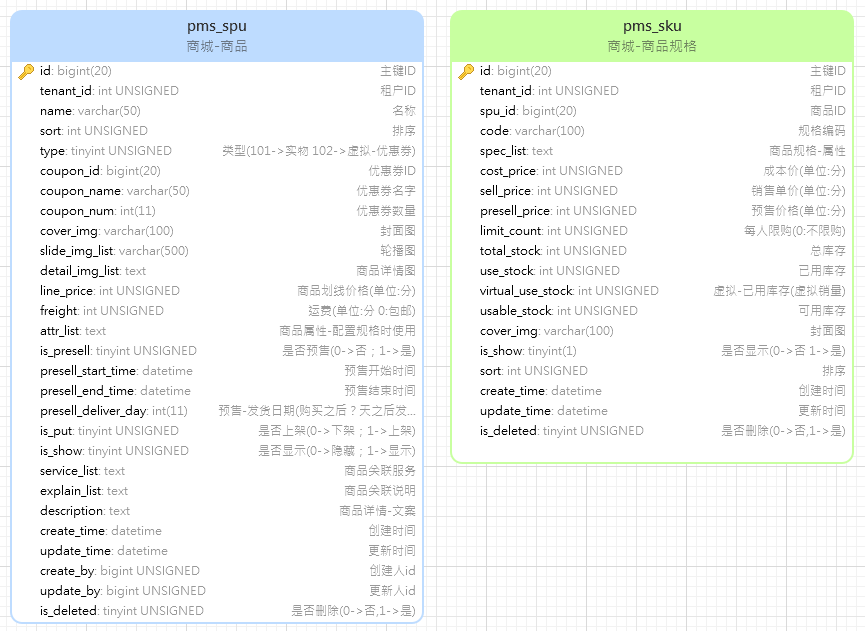 pms_spu
商城-商品
id: bigint(20) 主键ID
tenant_id: int UNSIGNED 租户ID
name: varchar(50) 名称
sort: int UNSIGNED 排序
type: tinyint UNSIGNED 类型(101->实物 102->虚拟-优惠券)
coupon_id: bigint(20) 优惠券ID
coupon_name: varchar(50) 优惠券名字
coupon_num: int(11) 优惠券数量
cover_img: varchar(100) 封面图
slide_img_list: varchar(500) 轮播图
detail_img_list: text 商品详情图
line_price: int UNSIGNED 商品划线价格(单位:分)
freight: int UNSIGNED 运费(单位:分 0:包邮)
attr_list: text 商品属性-配置规格时使用
is_presell: tinyint UNSIGNED 是否预售(0->否；1->是)
presell_start_time: datetime 预售开始时间
presell_end_time: datetime 预售结束时间
presell_deliver_day: int(11) 预售-发货日期(购买之后？天之后发...
is_put: tinyint UNSIGNED 是否上架(0->下架；1->上架)
is_show: tinyint UNSIGNED 是否显示(0->隐藏；1->显示)
service_list: text 商品关联服务
explain_list: text 商品关联说明
description: text 商品详情-文案
create_time: datetime 创建时间
update_time: datetime 更新时间
create_by: bigint UNSIGNED 创建人id
update_by: bigint UNSIGNED 更新人id
is_deleted: tinyint UNSIGNED 是否删除(0->否,1->是)
pms_sku
商城-商品规格
id: bigint(20) 主键ID
tenant_id: int UNSIGNED 租户ID
spu_id: bigint(20) 商品ID
code: varchar(100) 规格编码
spec_list: text 商品规格-属性
cost_price: int UNSIGNED 成本价(单位:分)
sell_price: int UNSIGNED 销售单价(单位:分)
presell_price: int UNSIGNED 预售价格(单位:分)
limit_count: int UNSIGNED 每人限购(0:不限购)
total_stock: int UNSIGNED 总库存
use_stock: int UNSIGNED 已用库存
virtual_use_stock: int UNSIGNED 虚拟-已用库存(虚拟销量)
usable_stock: int UNSIGNED 可用库存
cover_img: varchar(100) 封面图
is_show: tinyint(1) 是否显示(0->否 1->是)
sort: int UNSIGNED 排序
create_time: datetime 创建时间
update_time: datetime 更新时间
is_deleted: tinyint UNSIGNED 是否删除(0->否,1->是)